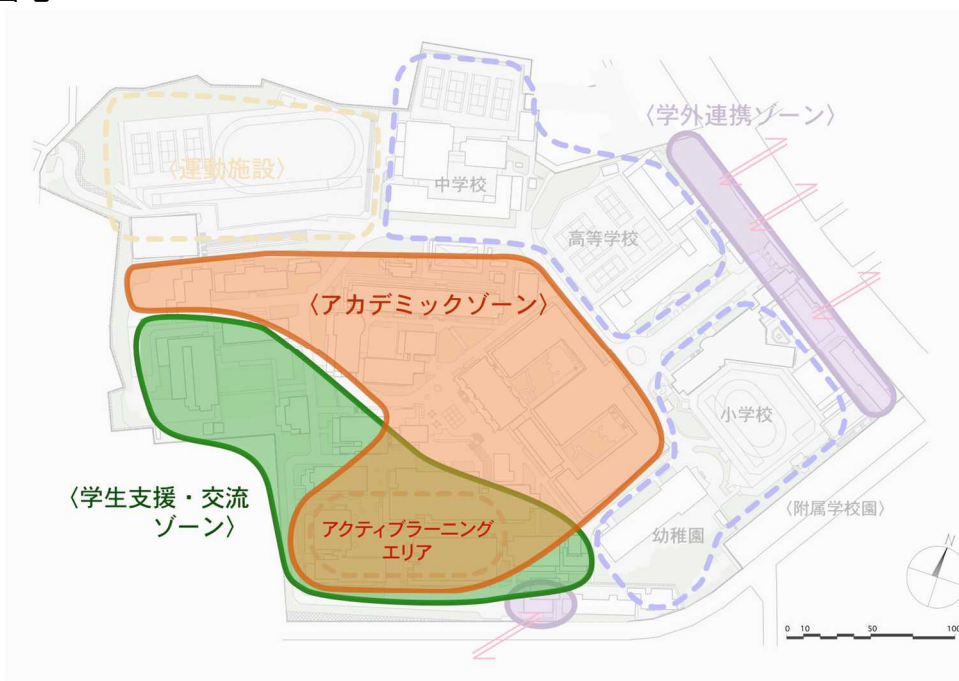 〈学外連携ゾーン〉
〈運動施設〉
中学校
高等学校
〈アカデミックゾーン〉
小学校
〈学生支援・交流
ゾーン〉
〈附属学校園〉
アクティブラーニング
エリア
幼稚園
N
0 10 50 100